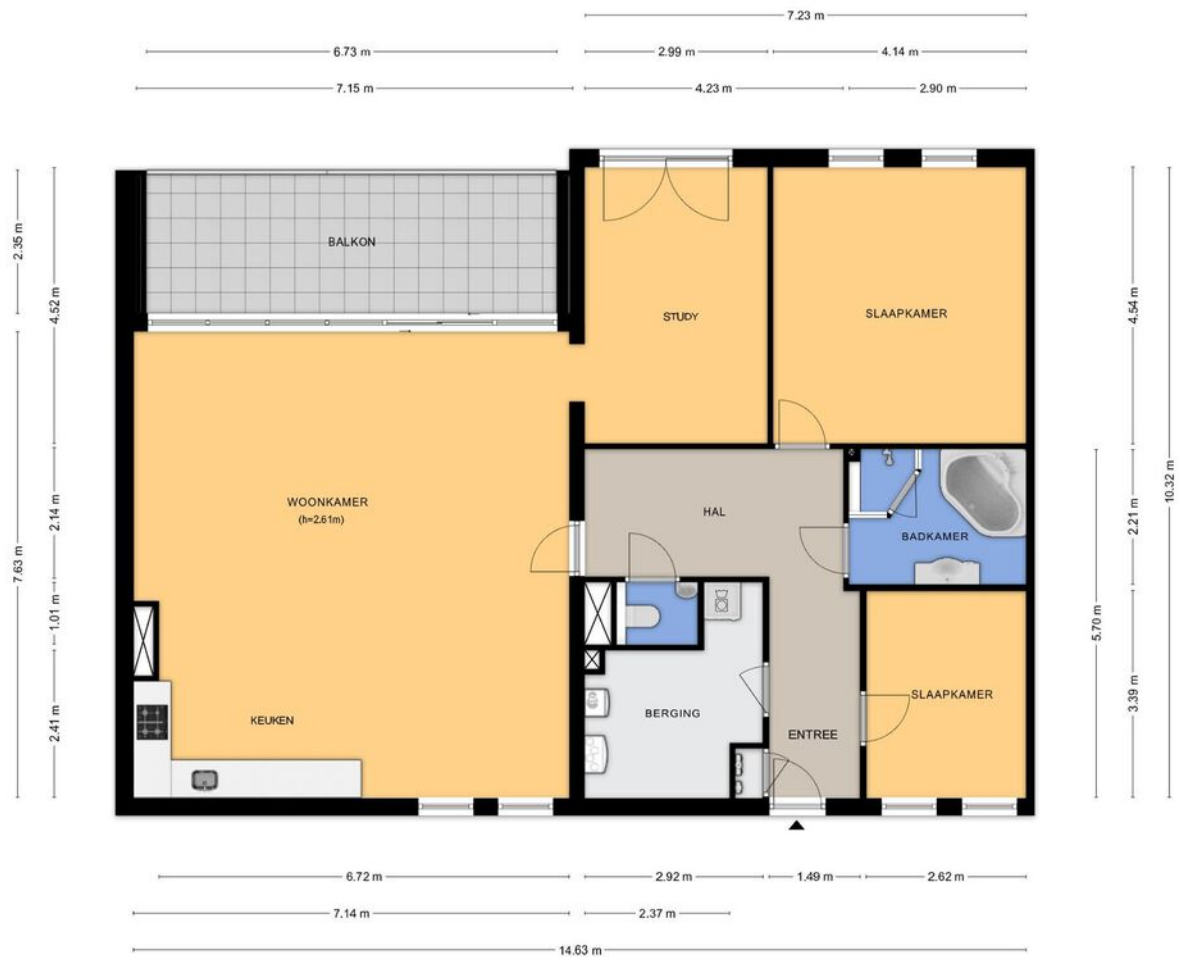 7.23 m
6.73 m
2.99 m
4.14 m
7.15 m
4.23 m
2.90 m
2.35 m
4.52 m
BALKON
STUDY
SLAAPKAMER
4.54 m
10.32 m
7.63 m
2.14 m
WOONKAMER
(h=2.61m)
HAL
BADKAMER
2.21 m
1.01 m
5.70 m
2.41 m
KEUKEN
BERGING
ENTREE
SLAAPKAMER
3.39 m
6.72 m
2.92 m
1.49 m
2.62 m
7.14 m
2.37 m
14.63 m